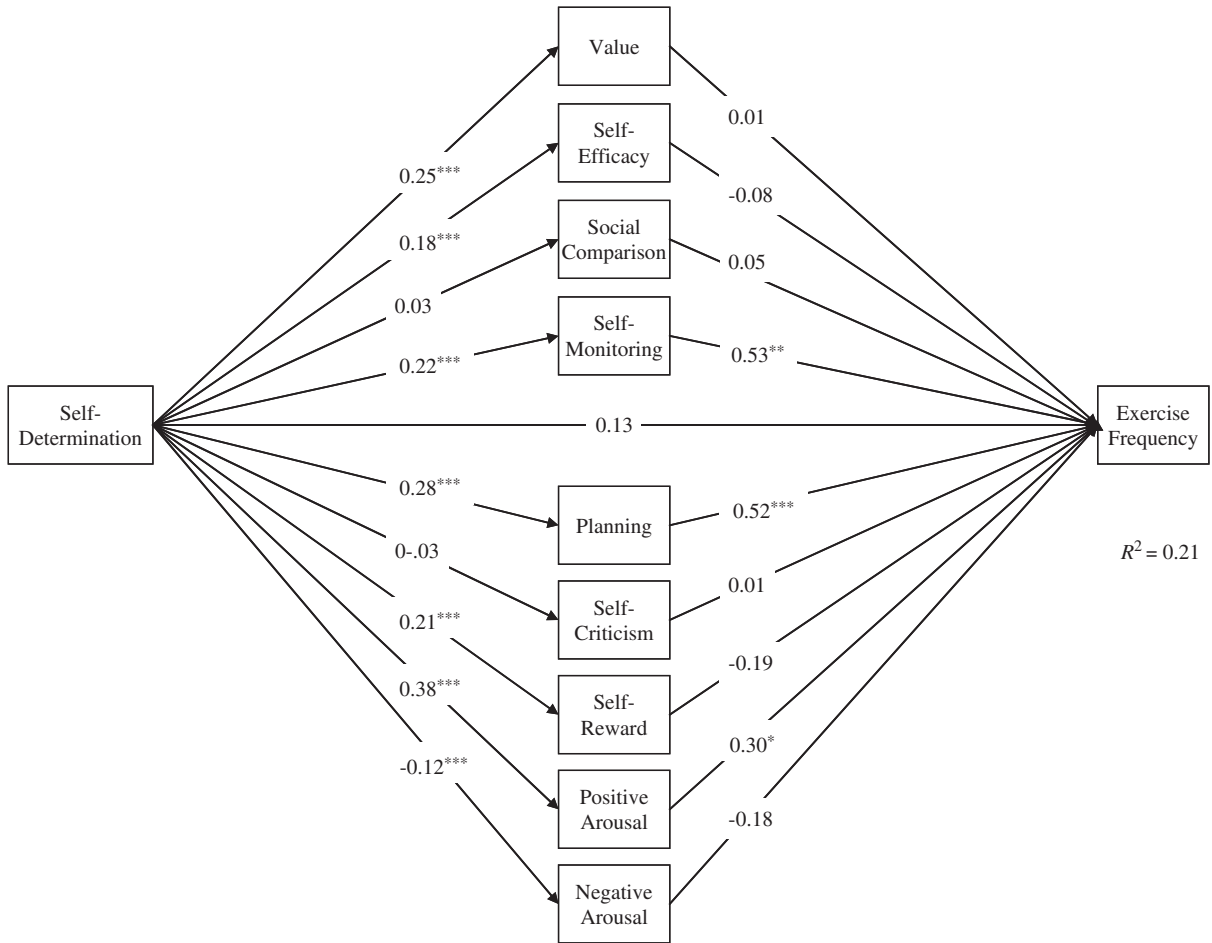 Value
0.01
Self-
Efficacy
0.25***
-0.08
0.18***
Social
Comparison
0.05
0.03
Self-
Monitoring
0.53**
0.22***
Self-
Determination
0.13
Exercise
Frequency
0.28***
Planning
0.52***
0-.03
R² = 0.21
Self-
Criticism
0.01
0.21***
-0.19
0.38***
Self-
Reward
0.30*
-0.12***
Positive
Arousal
-0.18
Negative
Arousal